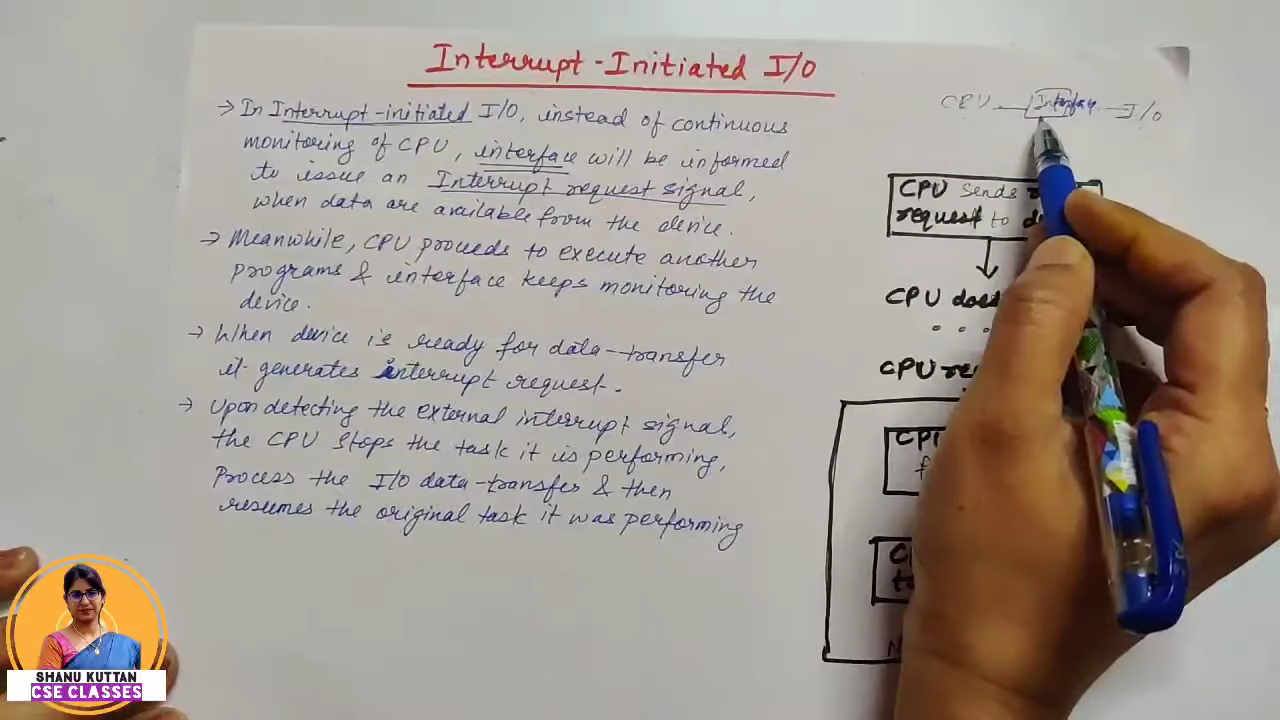 Interrupt-Initiated I/O
→ In Interrupt-initiated I/O, instead of continuous
monitoring of CPU, interface will be informed
to issue an Interrupt request signal,
when data are available from the device.
→ Meanwhile, CPU proceeds to execute another
programs & interface keeps monitoring the
device.
→ When device is ready for data-transfer
it generates interrupt request.
→ Upon detecting the external interrupt signal,
the CPU stops the task it is performing,
Process the I/O data-transfer & then
resumes the original task it was performing
CPU Interface I/O
CPU sends
request to
CPU does
CPU
SHANU KUTTAN
CSE CLASSES